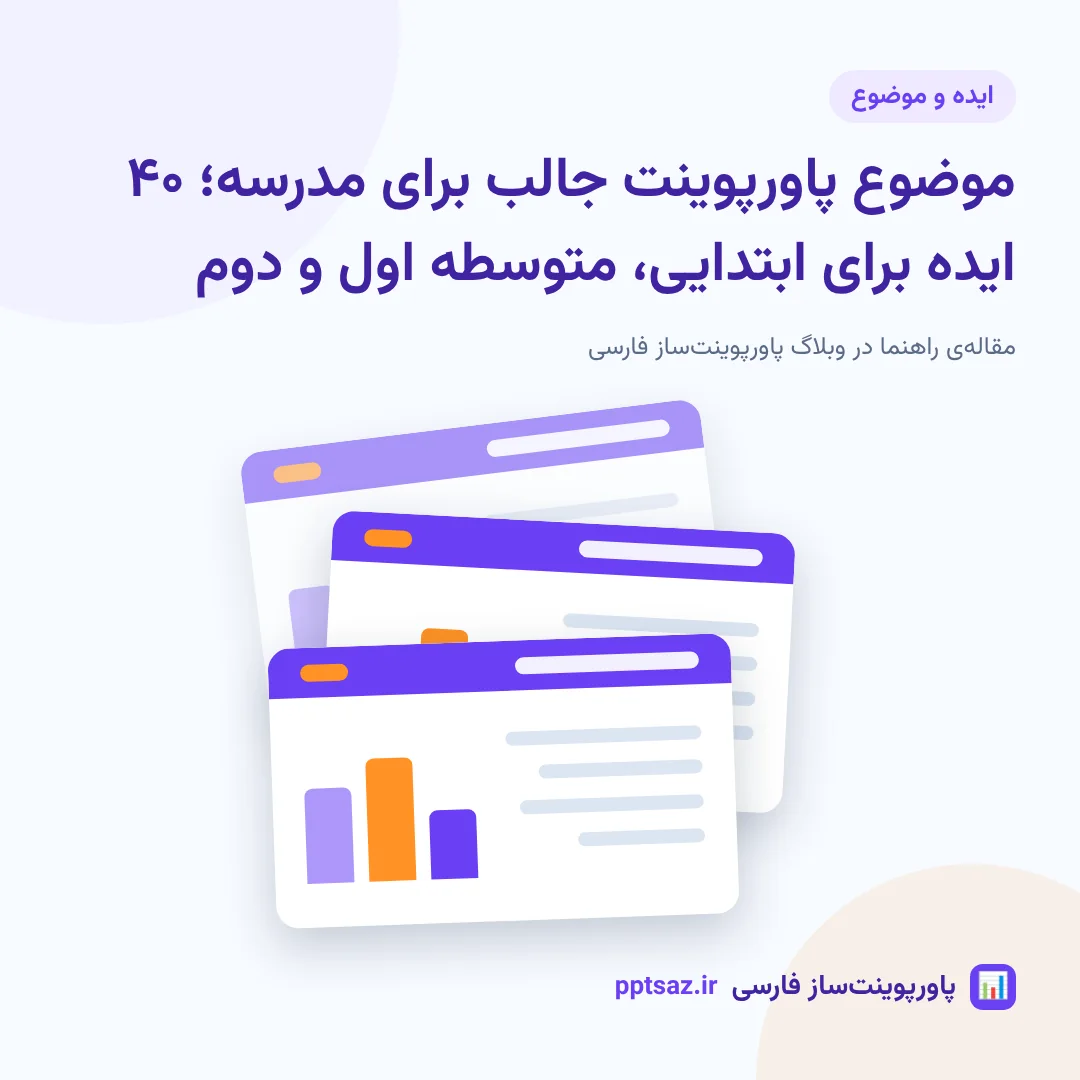 ایده و موضوع
موضوع پاورپوینت جالب برای مدرسه؛ ۴۰
ایده برای ابتدایی، متوسطه اول و دوم
مقاله‌ی راهنما در وبلاگ پاورپوینت‌ساز فارسی
پاورپوینت‌ساز فارسی pptsaz.ir